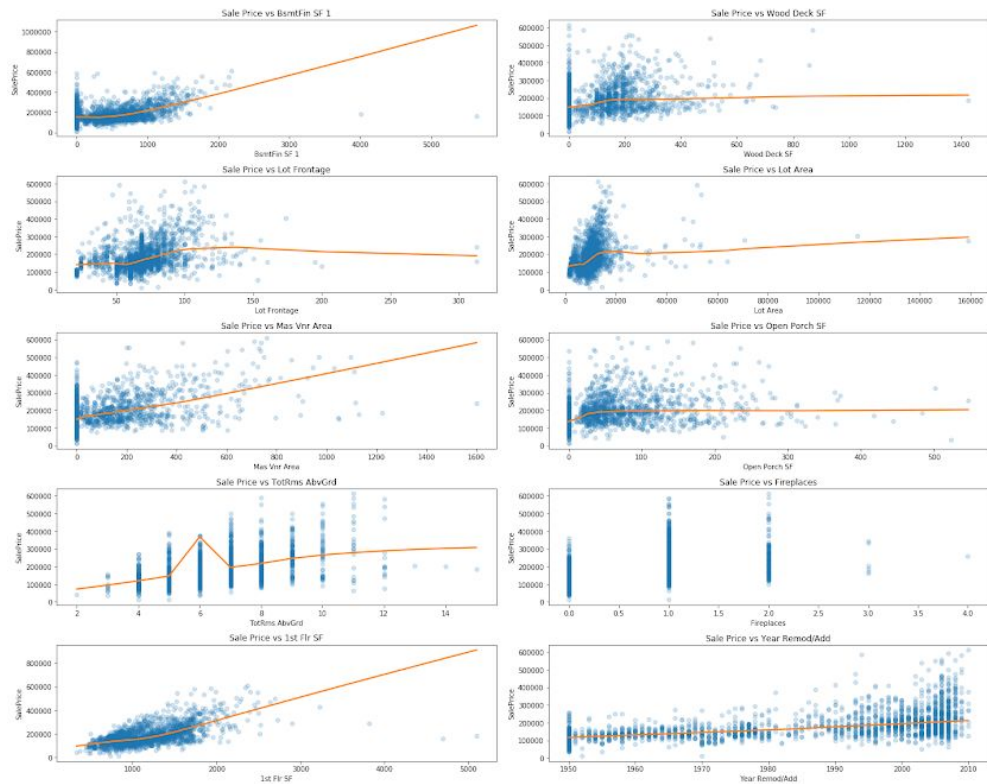 Sale Price vs BsmtFin SF 1
1000000
800000
600000
400000
200000
0
SalePrice
0 1000 2000 3000 4000 5000
BsmtFin SF 1
Sale Price vs Wood Deck SF
600000
500000
400000
300000
200000
100000
0
SalePrice
0 200 400 600 800 1000 1200 1400
Wood Deck SF
Sale Price vs Lot Frontage
600000
500000
400000
300000
200000
100000
0
SalePrice
50 100 150 200 250 300
Lot Frontage
Sale Price vs Lot Area
600000
500000
400000
300000
200000
100000
0
SalePrice
0 20000 40000 60000 80000 100000 120000 140000 160000
Lot Area
Sale Price vs Mas Vnr Area
600000
500000
400000
300000
200000
100000
0
SalePrice
0 200 400 600 800 1000 1200 1400 1600
Mas Vnr Area
Sale Price vs Open Porch SF
600000
500000
400000
300000
200000
100000
0
SalePrice
0 100 200 300 400 500
Open Porch SF
Sale Price vs TotRms AbvGrd
600000
500000
400000
300000
200000
100000
0
SalePrice
2 4 6 8 10 12 14
TotRms AbvGrd
Sale Price vs Fireplaces
600000
500000
400000
300000
200000
100000
0
SalePrice
0.0 0.5 1.0 1.5 2.0 2.5 3.0 3.5 4.0
Fireplaces
Sale Price vs 1st Flr SF
800000
600000
400000
200000
0
SalePrice
1000 2000 3000 4000 5000
1st Flr SF
Sale Price vs Year Remod/Add
600000
500000
400000
300000
200000
100000
0
SalePrice
1950 1960 1970 1980 1990 2000 2010
Year Remod/Add